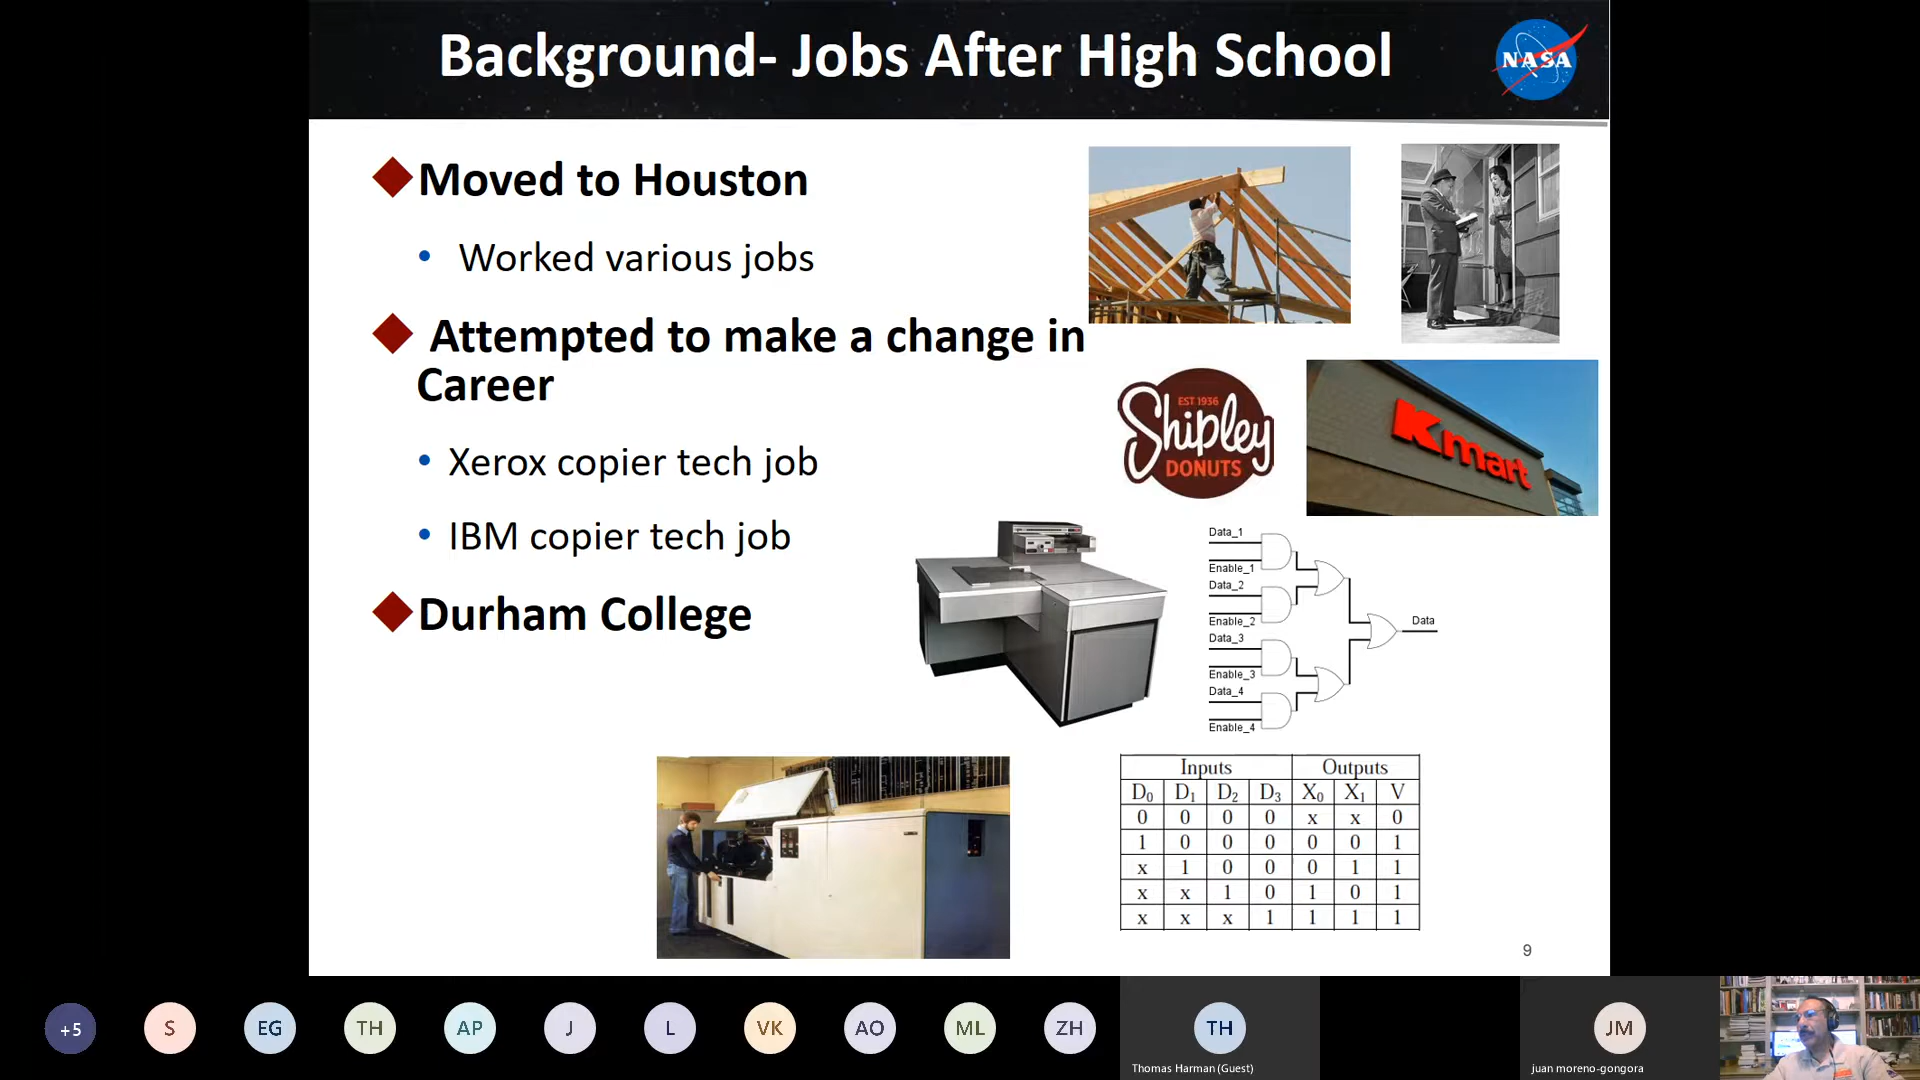 Background- Jobs After High School
NASA
Moved to Houston
• Worked various jobs
Attempted to make a change in
Career
• Xerox copier tech job
• IBM copier tech job
Durham College
EST 1936
Shipley
DONUTS
Kmart
Data_1
Enable_1
Data_2
Enable_2
Data_3
Enable_3
Data_4
Enable_4
Data
Inputs Outputs
D0 D1 D2 D3 X0 X1 V
0 0 0 0 x x 0
1 0 0 0 0 0 1
x 1 0 0 0 1 1
x x 1 0 1 0 1
x x x 1 1 1 1
9
+5 S EG TH AP J L VK AO ML ZH TH JM
Thomas Harman (Guest) juan moreno-gongora